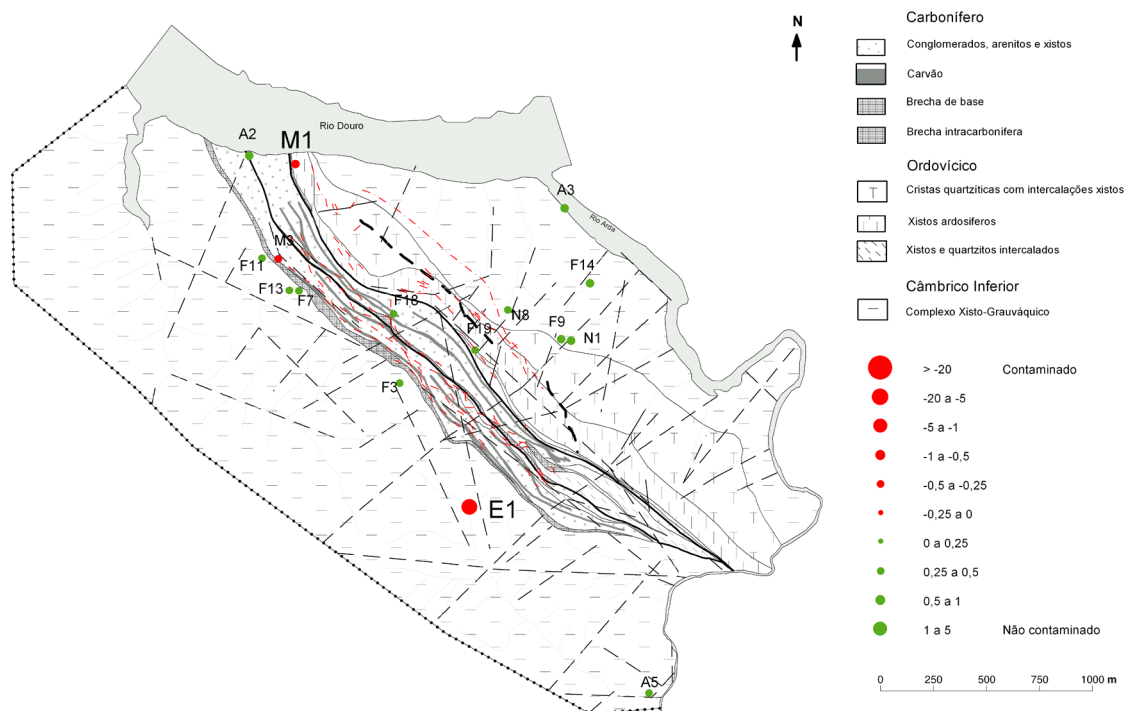 N
Carbonífero
Conglomerados, arenitos e xistos
Carvão
Brecha de base
Brecha intracarbonífera
Ordovícico
Cristas quartzíticas com intercalações xistos
Xistos ardosíferos
Xistos e quartzitos intercalados
Câmbrico Inferior
Complexo Xisto-Grauváquico
> -20 Contaminado
-20 a -5
-5 a -1
-1 a -0,5
-0,5 a -0,25
-0,25 a 0
0 a 0,25
0,25 a 0,5
0,5 a 1
1 a 5 Não contaminado
0 250 500 750 1000 m
Rio Douro
A2
M1
A3
Rio Arda
M3
F11
F14
F13
F7
F18
N8
F9
F19
N1
F3
E1
A5